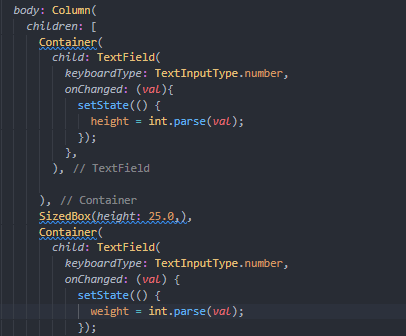 body: Column(
children: [
Container(
child: TextField(
keyboardType: TextInputType.number,
onChanged: (val){
setState(() {
height = int.parse(val);
});
},
), // TextField
), // Container
SizedBox(height: 25.0,),
Container(
child: TextField(
keyboardType: TextInputType.number,
onChanged: (val) {
setState(() {
weight = int.parse(val);
});